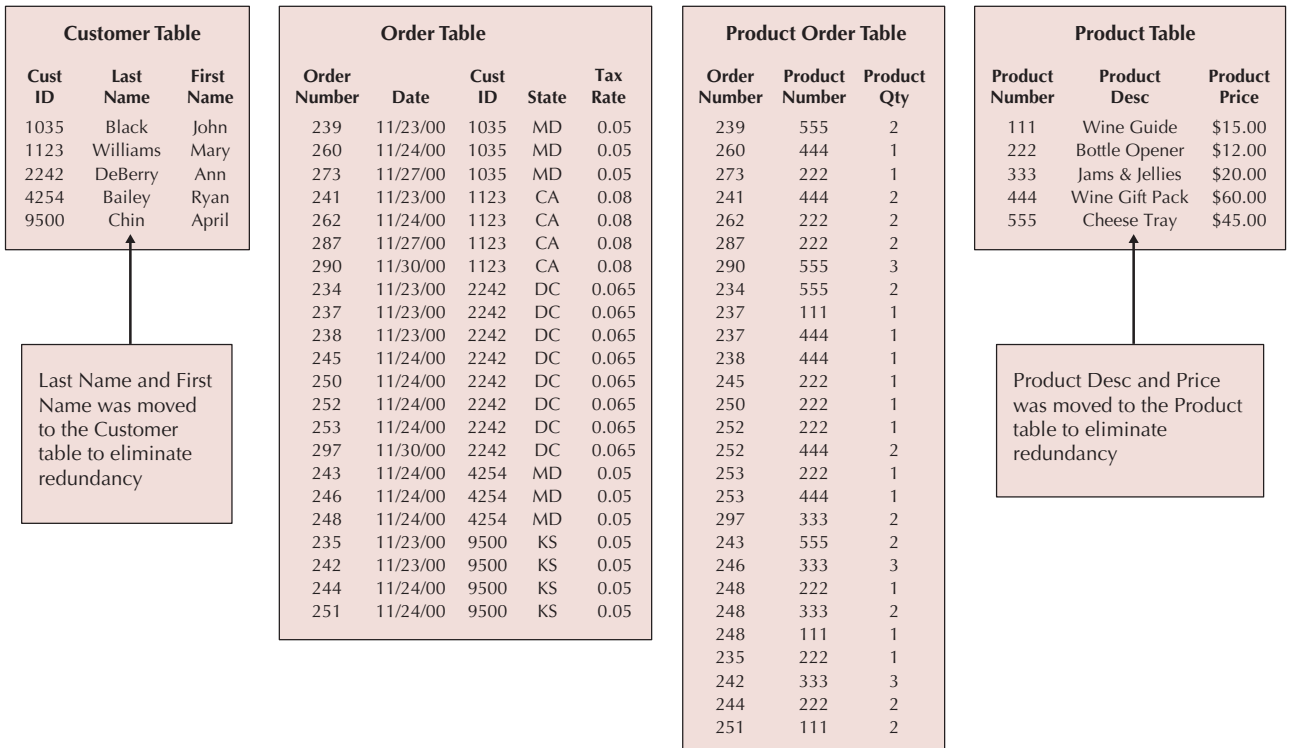 Customer Table
Cust ID Last Name First Name
1035 Black John
1123 Williams Mary
2242 DeBerry Ann
4254 Bailey Ryan
9500 Chin April
Last Name and First
Name was moved
to the Customer
table to eliminate
redundancy
Order Table
Order Number Date Cust ID State Tax Rate
239 11/23/00 1035 MD 0.05
260 11/24/00 1035 MD 0.05
273 11/27/00 1035 MD 0.05
241 11/23/00 1123 CA 0.08
262 11/24/00 1123 CA 0.08
287 11/27/00 1123 CA 0.08
290 11/30/00 1123 CA 0.08
234 11/23/00 2242 DC 0.065
237 11/23/00 2242 DC 0.065
238 11/23/00 2242 DC 0.065
245 11/24/00 2242 DC 0.065
250 11/24/00 2242 DC 0.065
252 11/24/00 2242 DC 0.065
253 11/24/00 2242 DC 0.065
297 11/30/00 2242 DC 0.065
243 11/24/00 4254 MD 0.05
246 11/24/00 4254 MD 0.05
248 11/24/00 4254 MD 0.05
235 11/23/00 9500 KS 0.05
242 11/23/00 9500 KS 0.05
244 11/24/00 9500 KS 0.05
251 11/24/00 9500 KS 0.05
Product Order Table
Order Number Product Number Product Qty
239 555 2
260 444 1
273 222 1
241 444 2
262 222 2
287 222 2
290 555 3
234 555 2
237 111 1
237 444 1
238 444 1
245 222 1
250 222 1
252 222 1
252 444 2
253 222 1
253 444 1
297 333 2
243 555 2
246 333 3
248 222 1
248 333 2
248 111 1
235 222 1
242 333 3
244 222 2
251 111 2
Product Table
Product Number Product Desc Product Price
111 Wine Guide $15.00
222 Bottle Opener $12.00
333 Jams & Jellies $20.00
444 Wine Gift Pack $60.00
555 Cheese Tray $45.00
Product Desc and Price
was moved to the Product
table to eliminate
redundancy